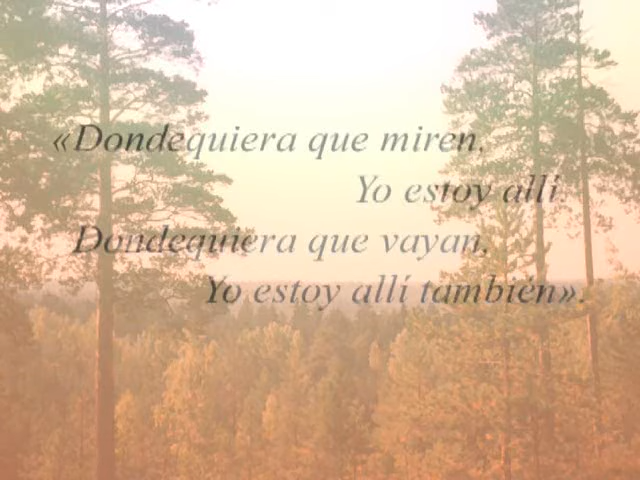 «Dondequiera que miren,
Yo estoy allí.
Dondequiera que vayan,
Yo estoy allí también».